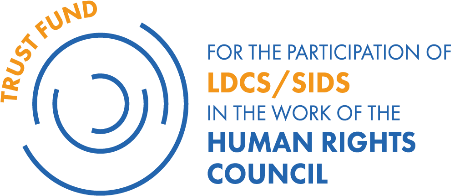 TRUST FUND
FOR THE PARTICIPATION OF
LDCS/SIDS
IN THE WORK OF THE
HUMAN RIGHTS
COUNCIL